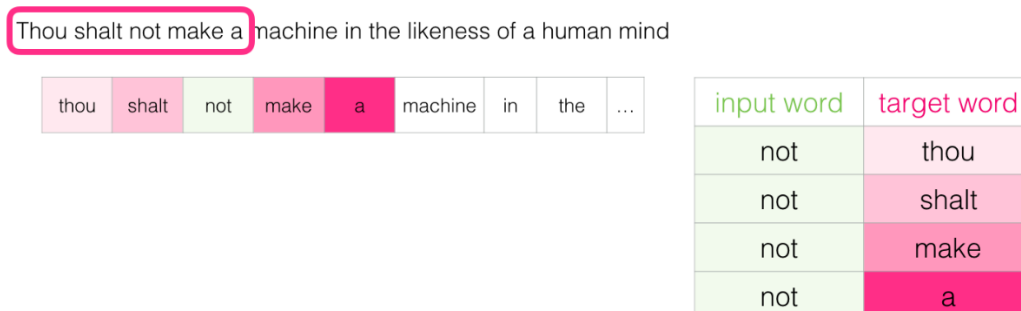 Thou shalt not make a machine in the likeness of a human mind
thou shalt not make a machine in the ...
input word target word
not thou
not shalt
not make
not a